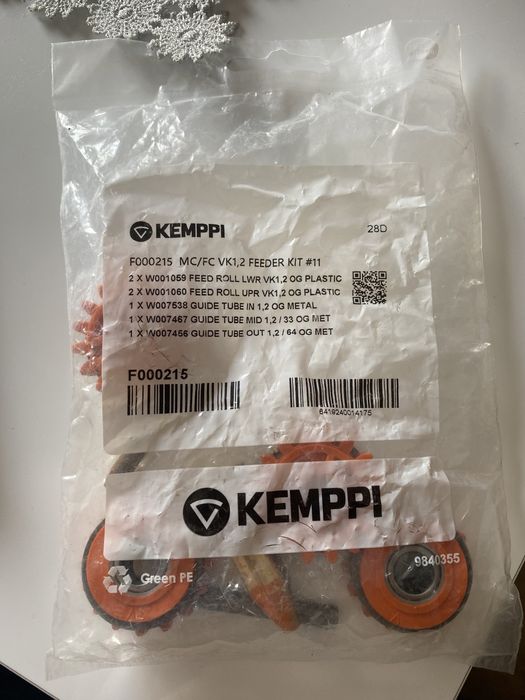 KEMPPI
28D
F000215 MC/FC VK1,2 FEEDER KIT #11
2 X W001059 FEED ROLL LWR VK1,2 OG PLASTIC
2 X W001060 FEED ROLL UPR VK1,2 OG PLASTIC
1 X W007538 GUIDE TUBE IN 1,2 OG METAL
1 X W007467 GUIDE TUBE MID 1,2 / 33 OG MET
1 X W007456 GUIDE TUBE OUT 1,2 / 64 OG MET
F000215
6419240014175
KEMPPI
Green PE
9840355